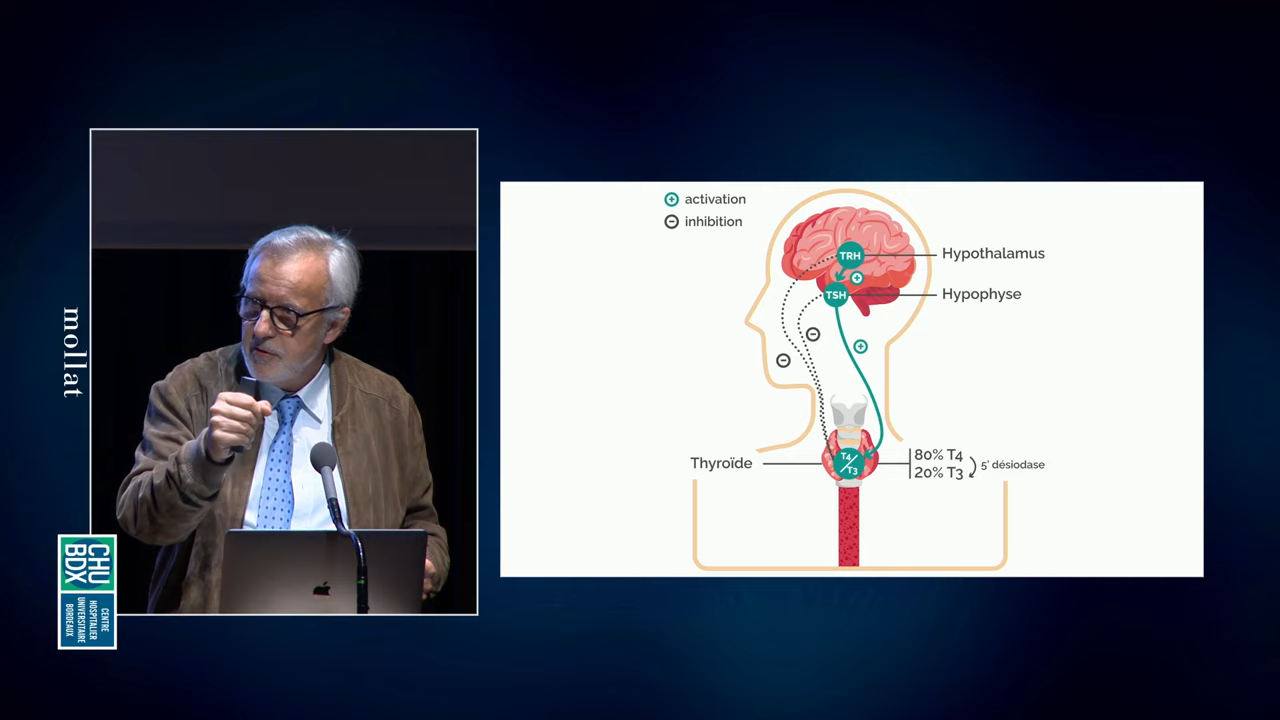 mollat
CHU
BDX
CENTRE
HOSPITALIER
UNIVERSITAIRE
BORDEAUX
activation
inhibition
TRH
Hypothalamus
TSH
Hypophyse
Thyroïde
T4
T3
80% T4
20% T3
5' désiodase